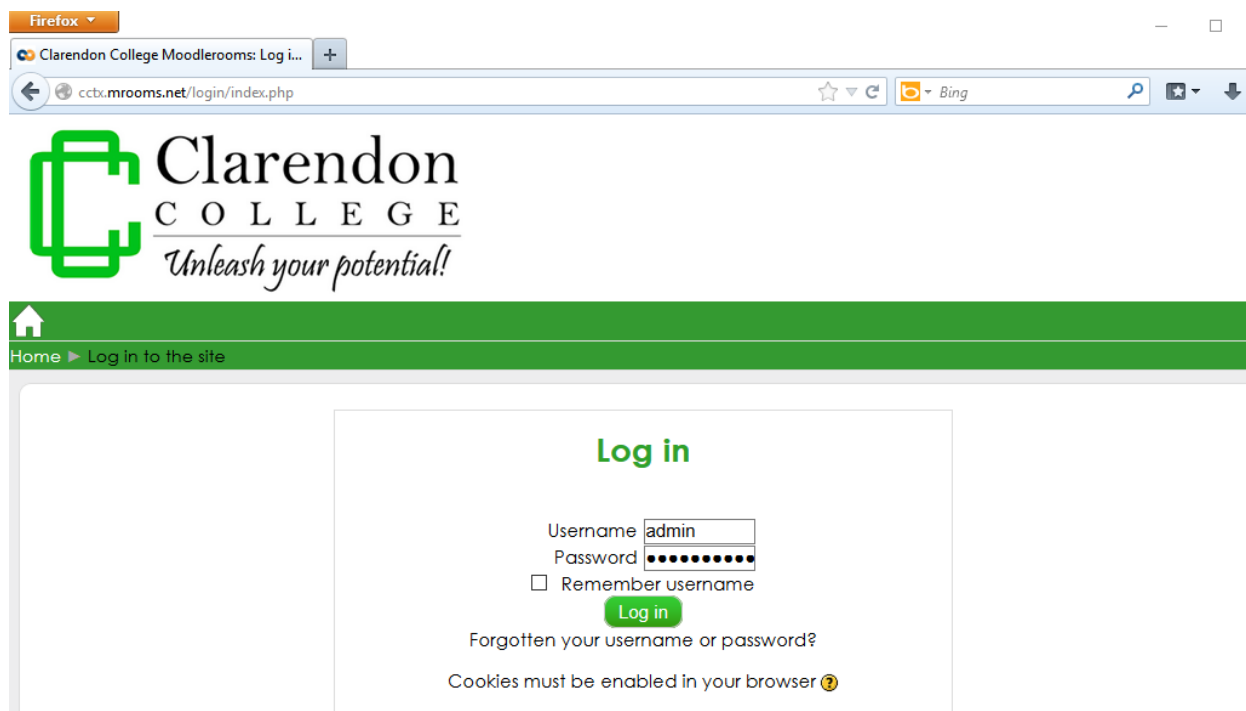 Firefox
Clarendon College Moodlerooms: Log i...
cctx.mrooms.net/login/index.php
Bing
Clarendon
COLLEGE
Unleash your potential!
Home ► Log in to the site
Log in
Username admin
Password ●●●●●●●●●●
Remember username
Log in
Forgotten your username or password?
Cookies must be enabled in your browser ?